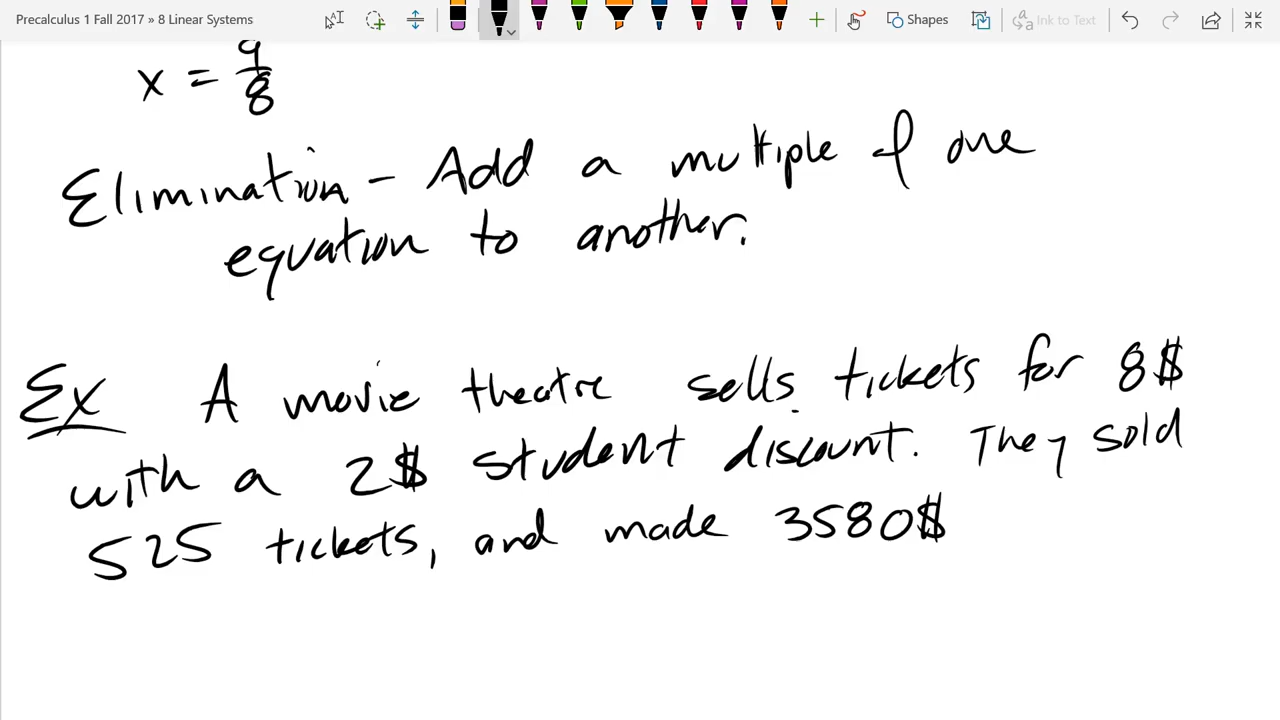 Precalculus 1 Fall 2017 » 8 Linear Systems
Shapes
Ink to Text
x = 9/8
Elimination - Add a multiple of one
equation to another.
Ex A movie theatre sells tickets for 8$
with a 2$ student discount. They sold
525 tickets, and made 3580$